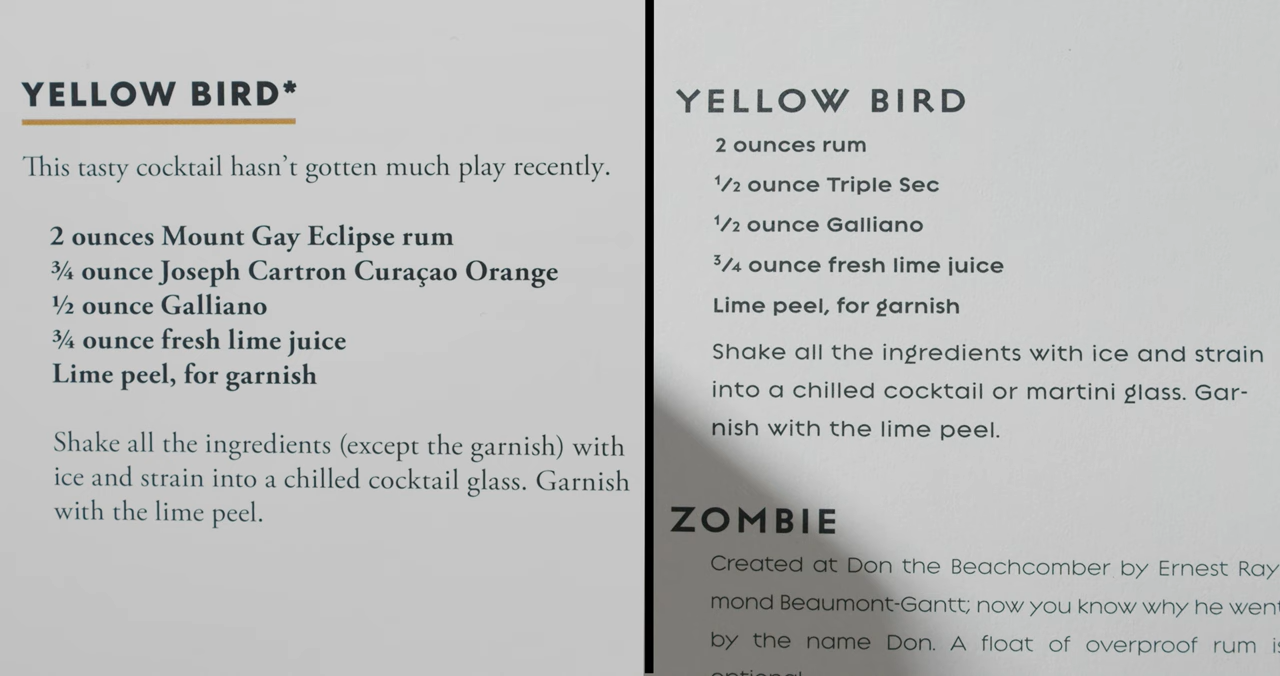 YELLOW BIRD*
This tasty cocktail hasn't gotten much play recently.
2 ounces Mount Gay Eclipse rum
¾ ounce Joseph Cartron Curaçao Orange
½ ounce Galliano
¾ ounce fresh lime juice
Lime peel, for garnish
Shake all the ingredients (except the garnish) with
ice and strain into a chilled cocktail glass. Garnish
with the lime peel.
YELLOW BIRD
2 ounces rum
½ ounce Triple Sec
½ ounce Galliano
¾ ounce fresh lime juice
Lime peel, for garnish
Shake all the ingredients with ice and strain
into a chilled cocktail or martini glass. Gar-
nish with the lime peel.
ZOMBIE
Created at Don the Beachcomber by Ernest Ray
mond Beaumont-Gantt; now you know why he went
by the name Don. A float of overproof rum is